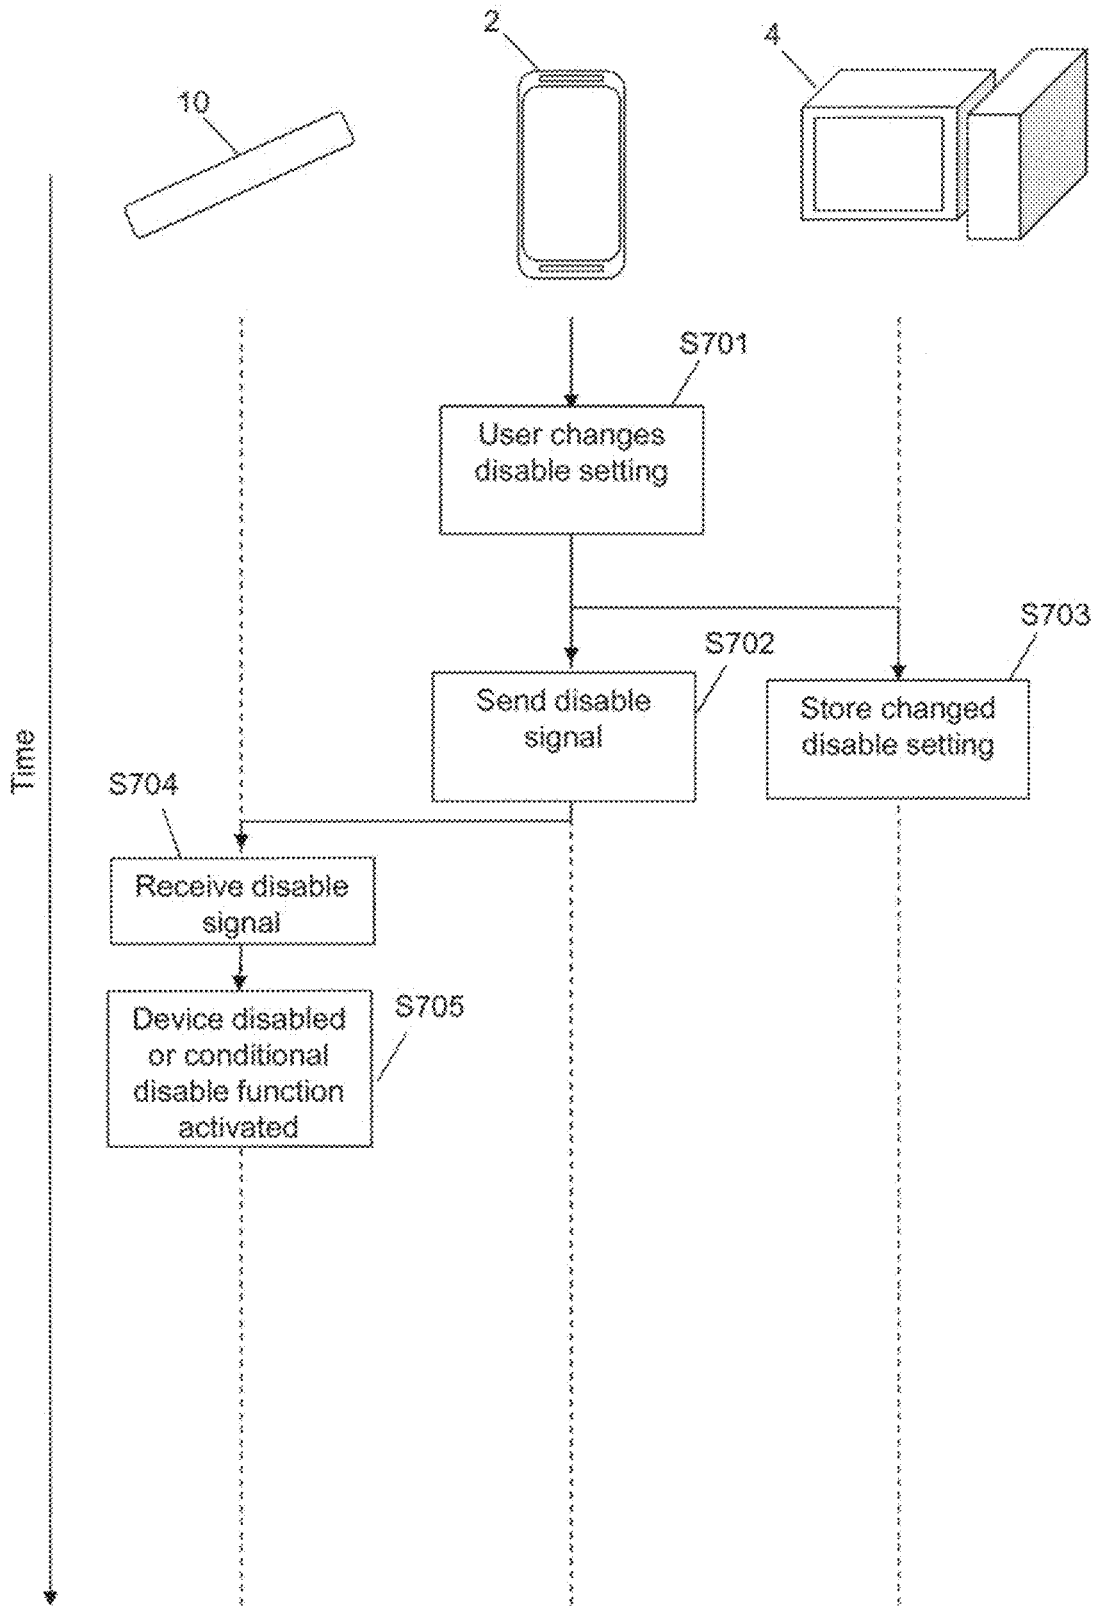 2
4
10
S701
User changes
disable setting
S702
S703
Send disable
signal
Store changed
disable setting
Time
S704
Receive disable
signal
S705
Device disabled
or conditional
disable function
activated